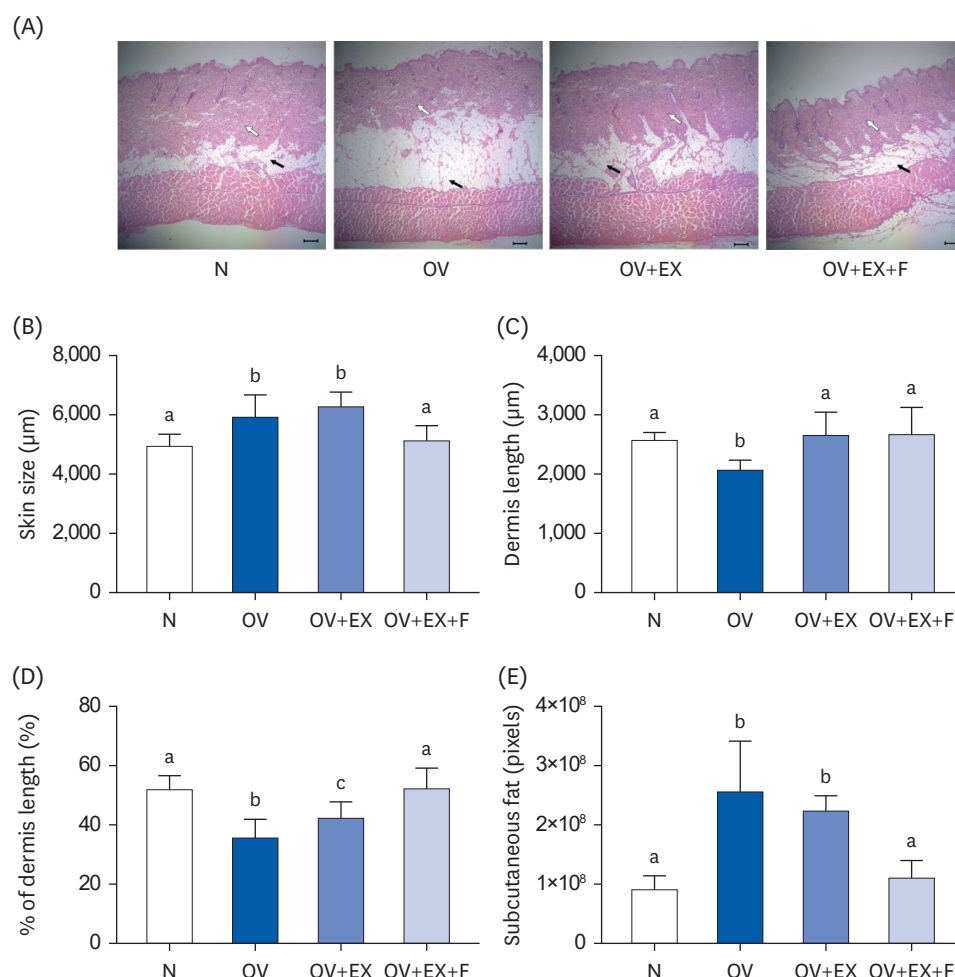 (A)
N OV OV+EX OV+EX+F
(B)
Skin size (µm)
8,000
6,000
4,000
2,000
0
a b b a
N OV OV+EX OV+EX+F
(C)
Dermis length (µm)
4,000
3,000
2,000
1,000
0
a b a a
N OV OV+EX OV+EX+F
(D)
% of dermis length (%)
80
60
40
20
0
a b c a
N OV OV+EX OV+EX+F
(E)
Subcutaneous fat (pixels)
4×10⁸
3×10⁸
2×10⁸
1×10⁸
0
a b b a
N OV OV+EX OV+EX+F